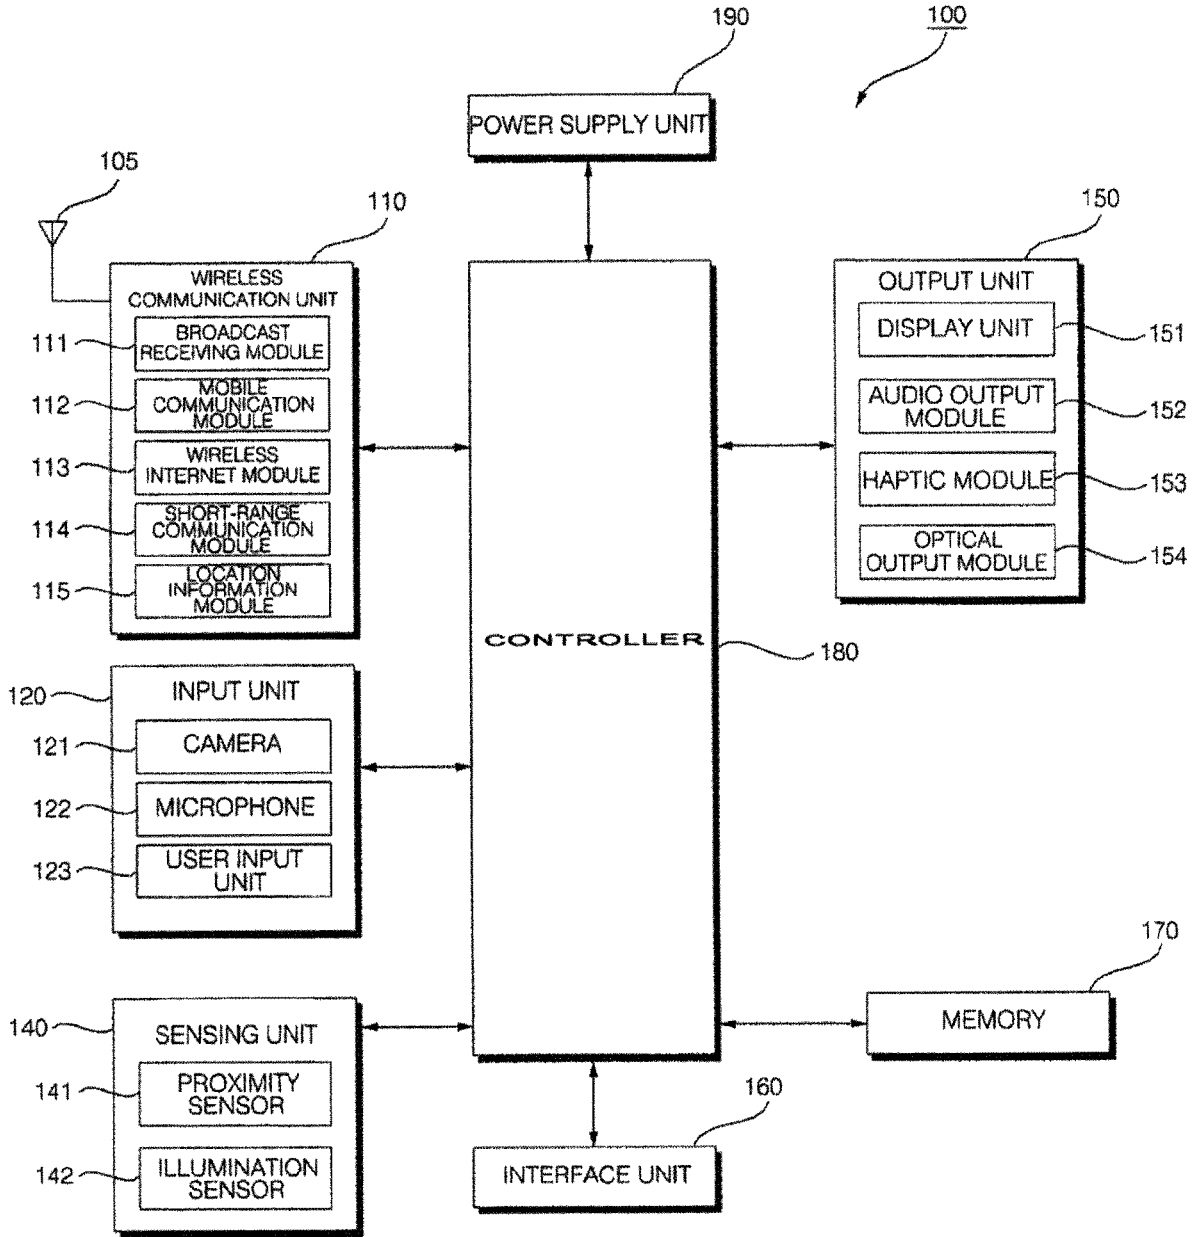 190
100
POWER SUPPLY UNIT
105
110
150
WIRELESS
COMMUNICATION UNIT
111
BROADCAST
RECEIVING MODULE
112
MOBILE
COMMUNICATION
MODULE
113
WIRELESS
INTERNET MODULE
114
SHORT-RANGE
COMMUNICATION
MODULE
115
LOCATION
INFORMATION
MODULE
OUTPUT UNIT
DISPLAY UNIT
151
AUDIO OUTPUT
MODULE
152
HAPTIC MODULE
153
OPTICAL
OUTPUT MODULE
154
CONTROLLER
180
120
INPUT UNIT
121
CAMERA
122
MICROPHONE
123
USER INPUT
UNIT
170
MEMORY
140
SENSING UNIT
141
PROXIMITY
SENSOR
142
ILLUMINATION
SENSOR
160
INTERFACE UNIT